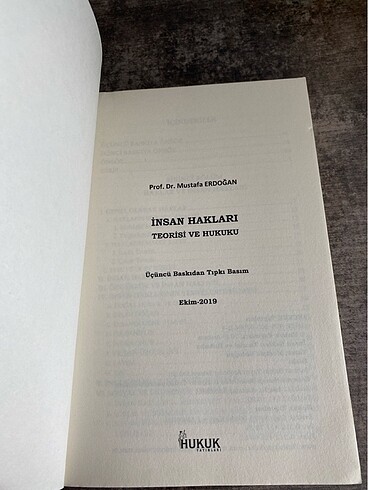 Prof. Dr. Mustafa ERDOĞAN
İNSAN HAKLARI
TEORİSİ VE HUKUKU
Üçüncü Baskıdan Tıpkı Basım
Ekim-2019
HUKUK
YAYINLARI